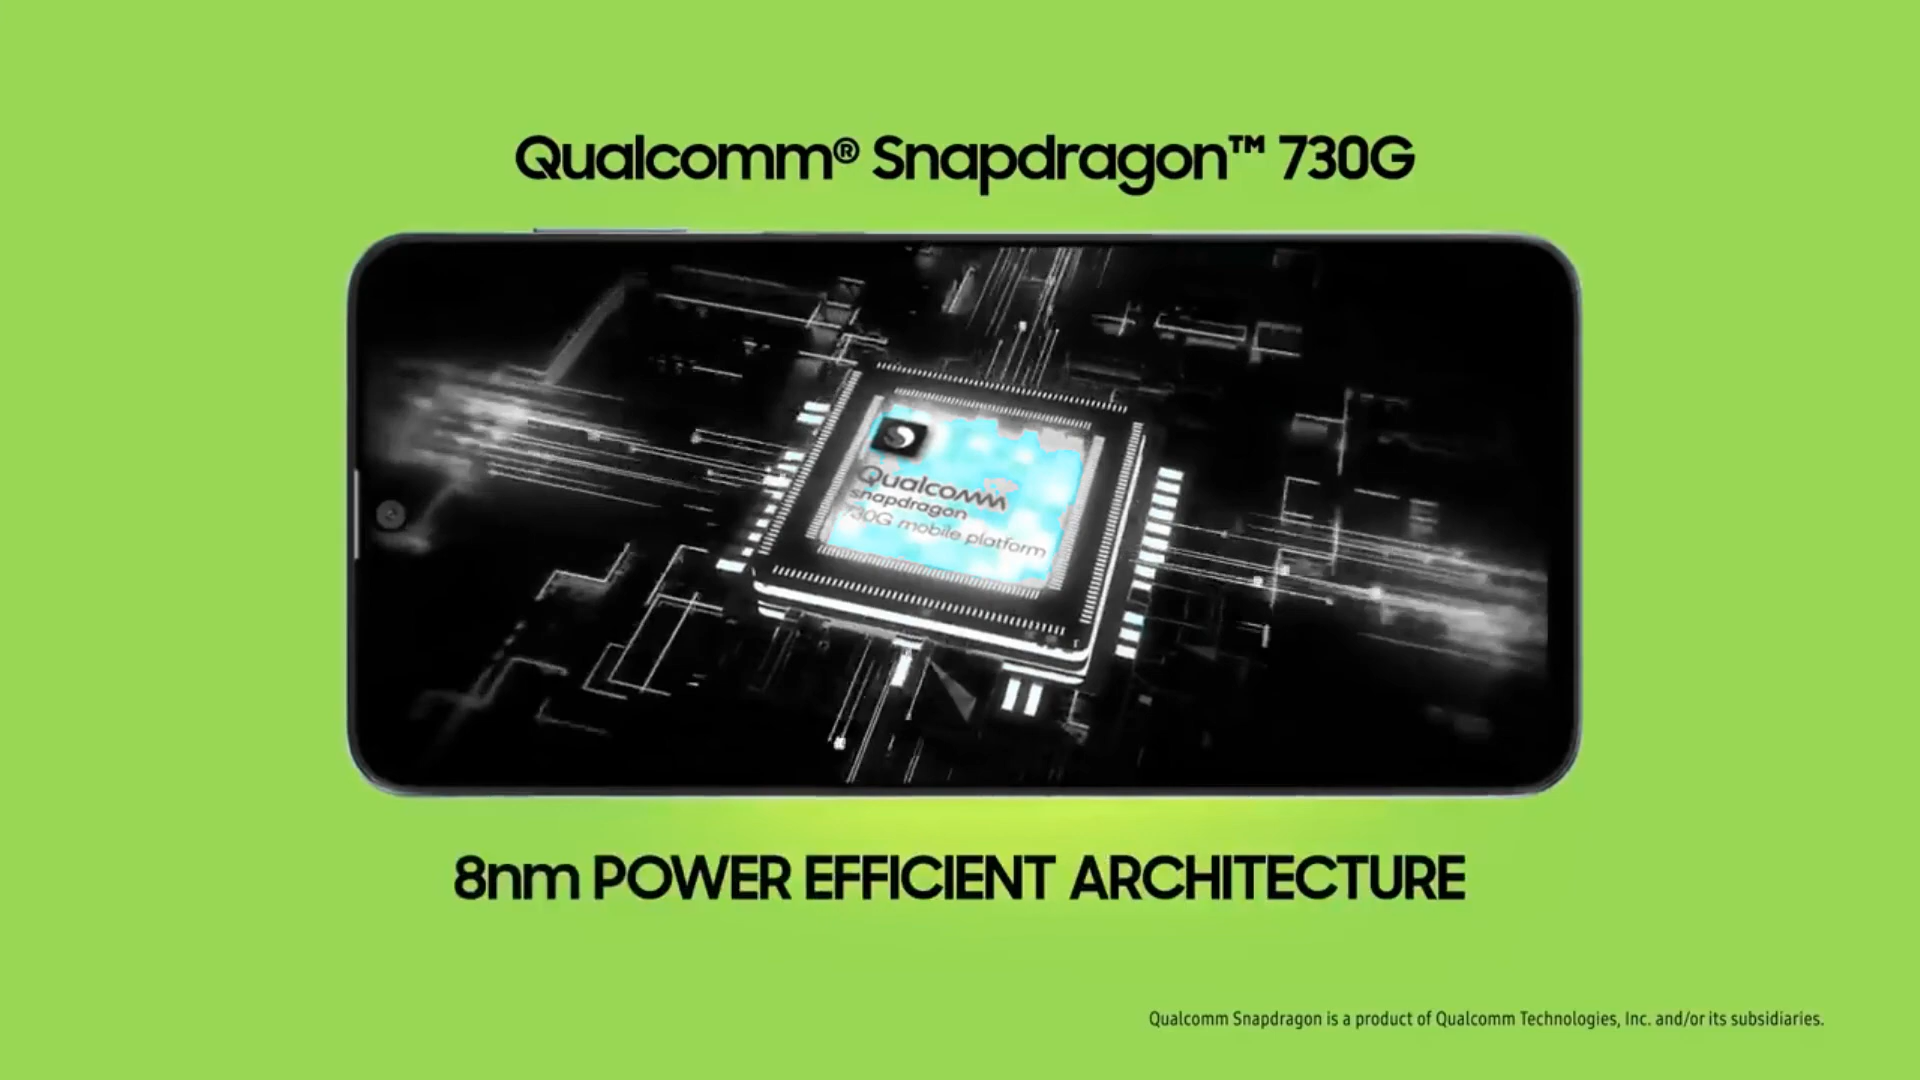 Qualcomm® Snapdragon™ 730G
Qualcomm
snapdragon
730G mobile platform
8nm POWER EFFICIENT ARCHITECTURE
Qualcomm Snapdragon is a product of Qualcomm Technologies, Inc. and/or its subsidiaries.